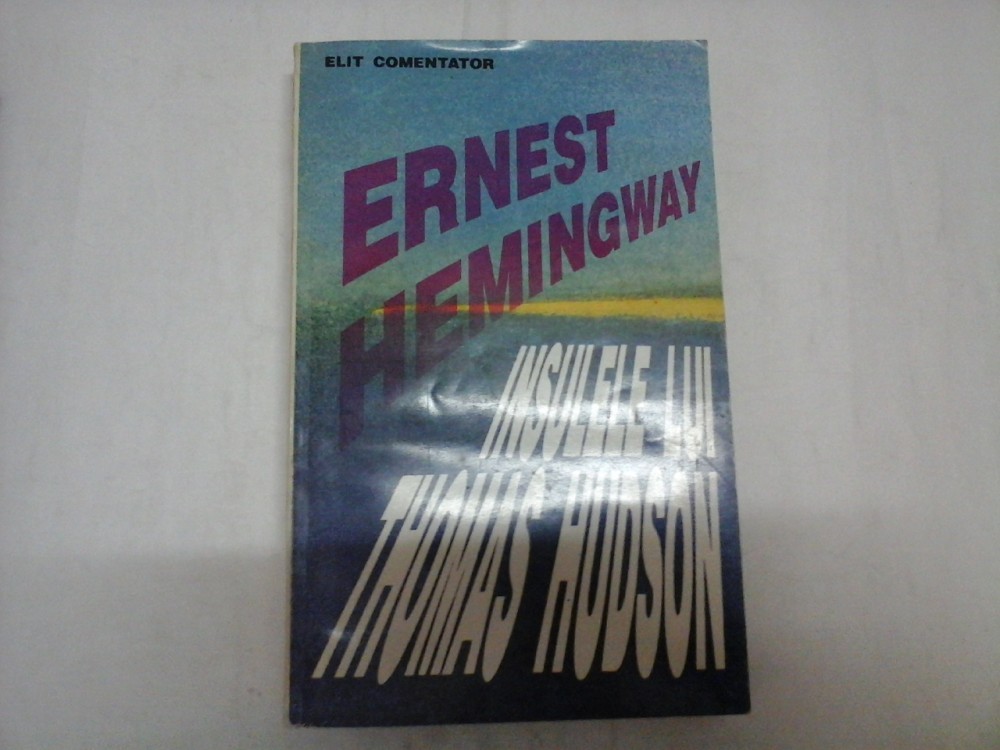 ELIT COMENTATOR
ERNEST
HEMINGWAY
INSULELE LUI
THOMAS HUDSON